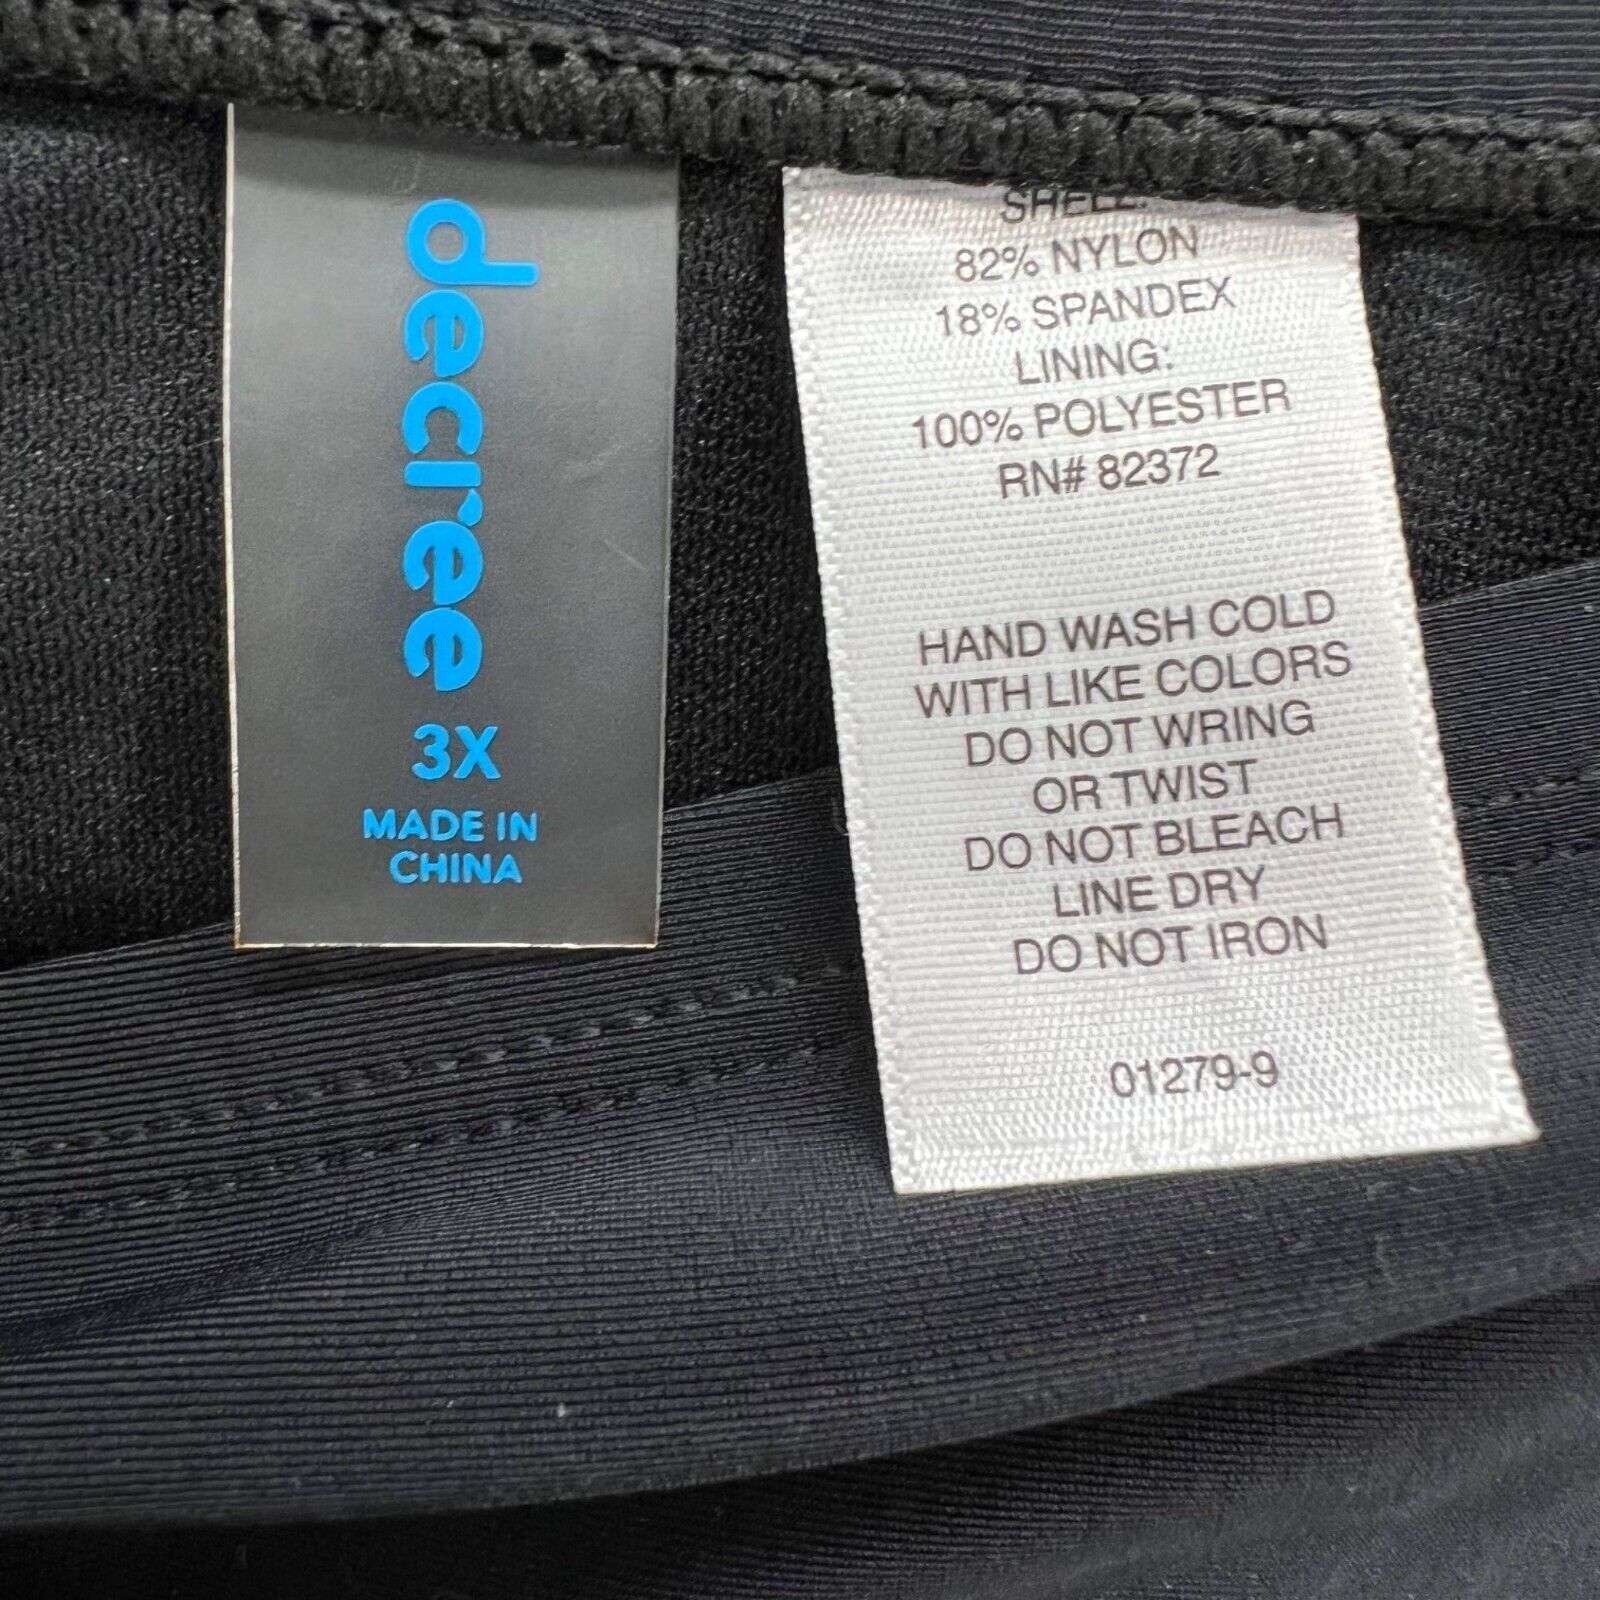 decree
3X
MADE IN
CHINA
SHELL:
82% NYLON
18% SPANDEX
LINING:
100% POLYESTER
RN# 82372
HAND WASH COLD
WITH LIKE COLORS
DO NOT WRING
OR TWIST
DO NOT BLEACH
LINE DRY
DO NOT IRON
01279-9